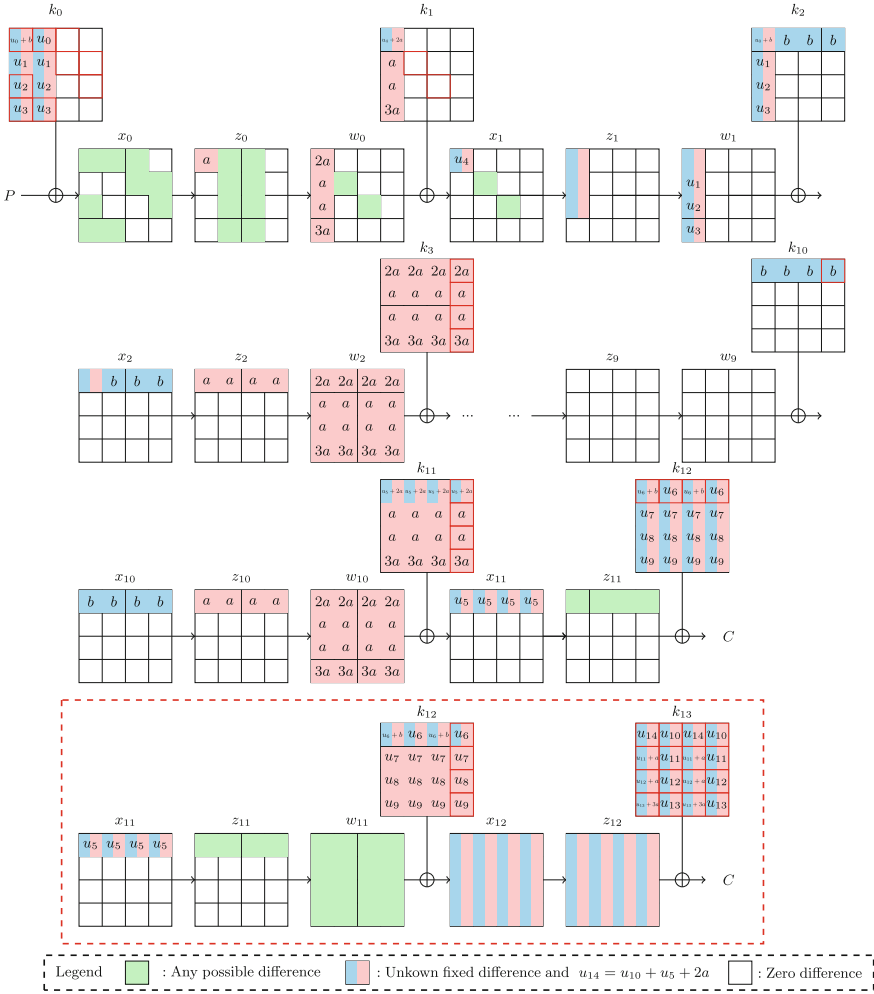 k₀ k₁ k₂
u₀ + b u₀
u₁ u₁
u₂ u₂
u₃ u₃
u₄ + 2a
a
a
3a
u₀ + b b b b
u₁
u₂
u₃
x₀ z₀ w₀ x₁ z₁ w₁
P
a
2a
a
a
3a
u₄
u₁
u₂
u₃
k₃ k₁₀
2a 2a 2a 2a
a a a a
a a a a
3a 3a 3a 3a
b b b b
x₂ z₂ w₂ z₉ w₉
b b b
a a a a
2a 2a 2a 2a
a a a a
a a a a
3a 3a 3a 3a
... ...
k₁₁ k₁₂
u₅ + 2a u₅ + 2a u₅ + 2a u₅ + 2a
a a a a
a a a a
3a 3a 3a 3a
u₆ + b u₆ u₆ + b u₆
u₇ u₇ u₇ u₇
u₈ u₈ u₈ u₈
u₉ u₉ u₉ u₉
x₁₀ z₁₀ w₁₀ x₁₁ z₁₁
b b b b
a a a a
2a 2a 2a 2a
a a a a
a a a a
3a 3a 3a 3a
u₅ u₅ u₅ u₅
C
k₁₂ k₁₃
u₆ + b u₆ u₆ + b u₆
u₇ u₇ u₇ u₇
u₈ u₈ u₈ u₈
u₉ u₉ u₉ u₉
u₁₄ u₁₀ u₁₄ u₁₀
u₁₁ + a u₁₁ u₁₁ + a u₁₁
u₁₂ + a u₁₂ u₁₂ + a u₁₂
u₁₃ + 3a u₁₃ u₁₃ + 3a u₁₃
x₁₁ z₁₁ w₁₁ x₁₂ z₁₂
u₅ u₅ u₅ u₅
C
Legend : Any possible difference : Unkown fixed difference and u₁₄ = u₁₀ + u₅ + 2a : Zero difference